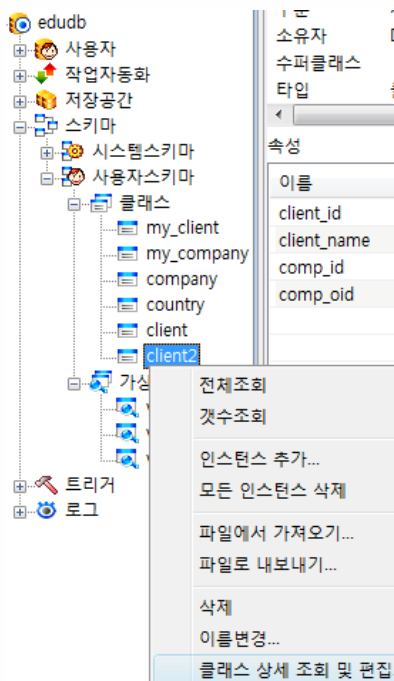 edudb
사용자
작업자동화
저장공간
스키마
시스템스키마
사용자스키마
클래스
my_client
my_company
company
country
client
client2
트리거
로그
소유자
수퍼클래스
타입
속성
이름
client_id
client_name
comp_id
comp_oid
전체조회
갯수조회
인스턴스 추가...
모든 인스턴스 삭제
파일에서 가져오기...
파일로 내보내기...
삭제
이름변경...
클래스 상세 조회 및 편집